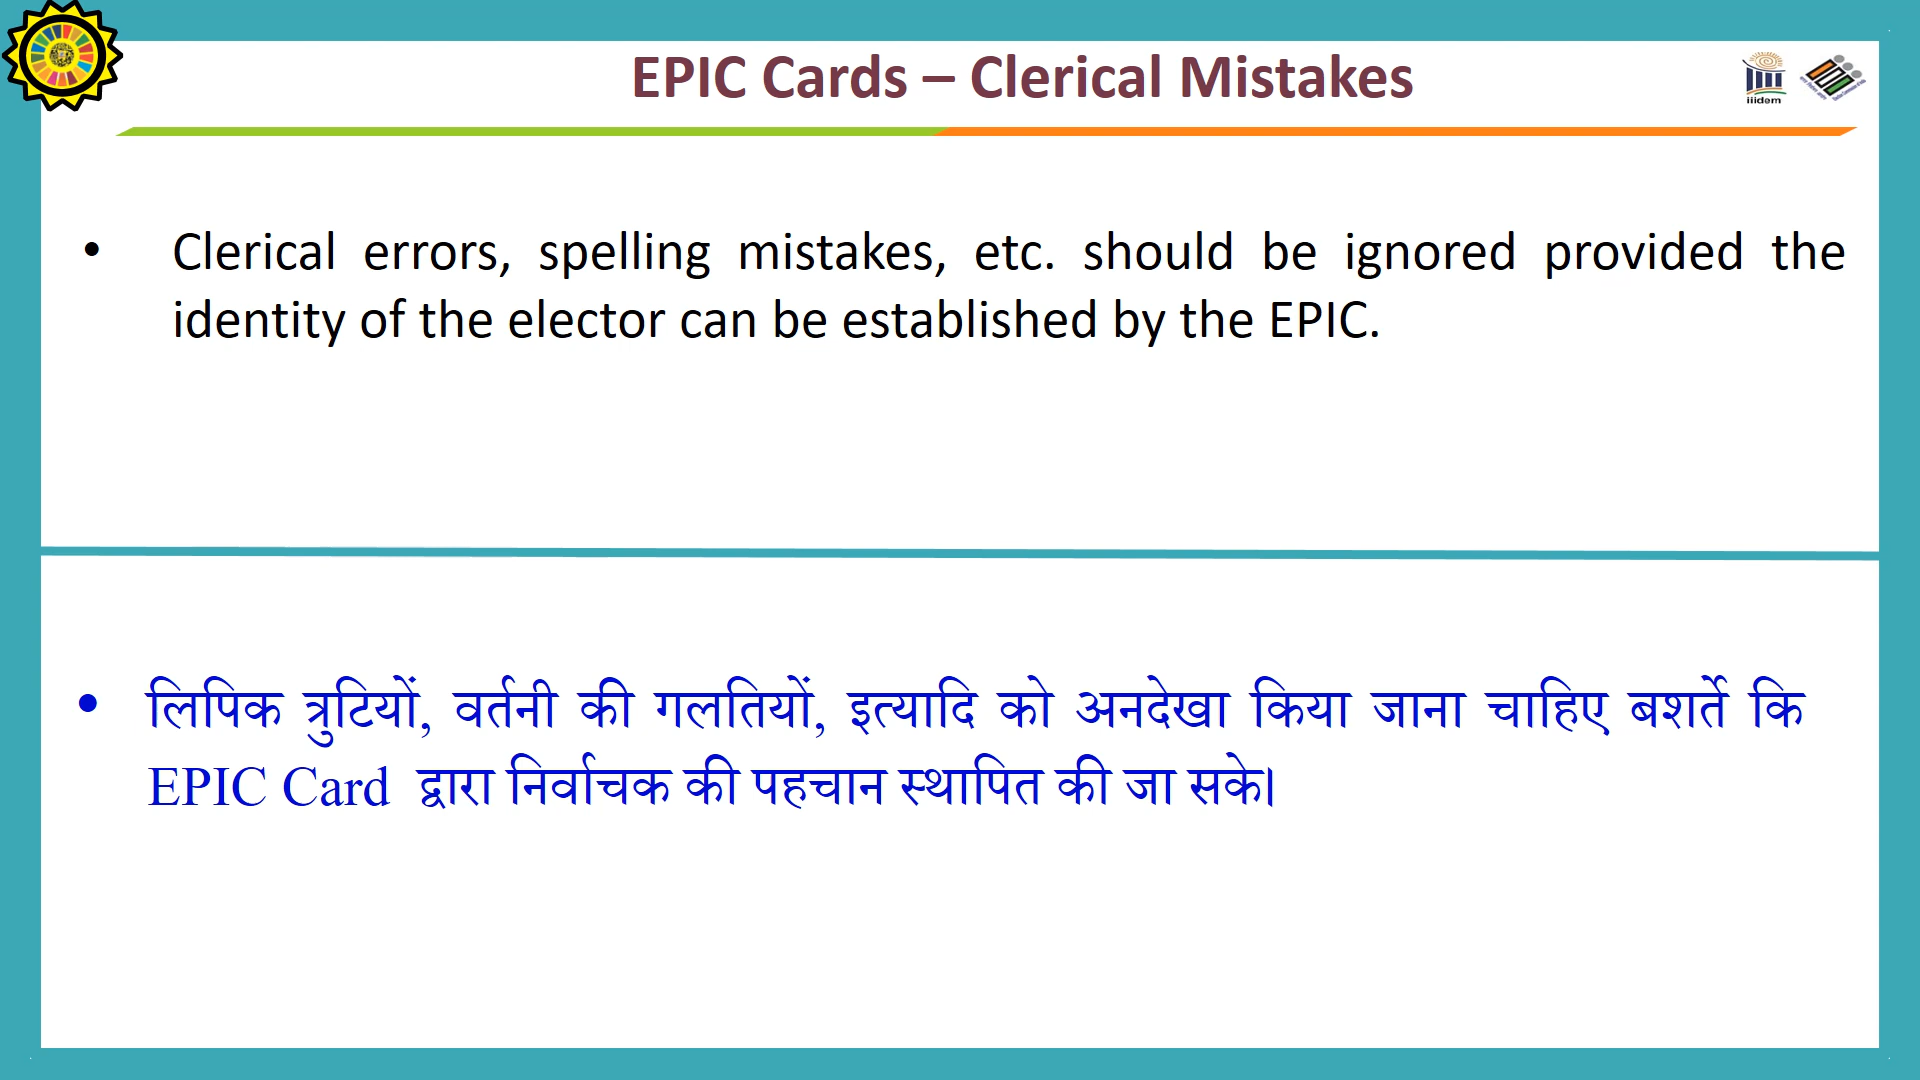 EPIC Cards – Clerical Mistakes
iiidem
• Clerical errors, spelling mistakes, etc. should be ignored provided the
identity of the elector can be established by the EPIC.
• लिपिक त्रुटियों, वर्तनी की गलतियों, इत्यादि को अनदेखा किया जाना चाहिए बशर्ते कि
EPIC Card द्वारा निर्वाचक की पहचान स्थापित की जा सके।